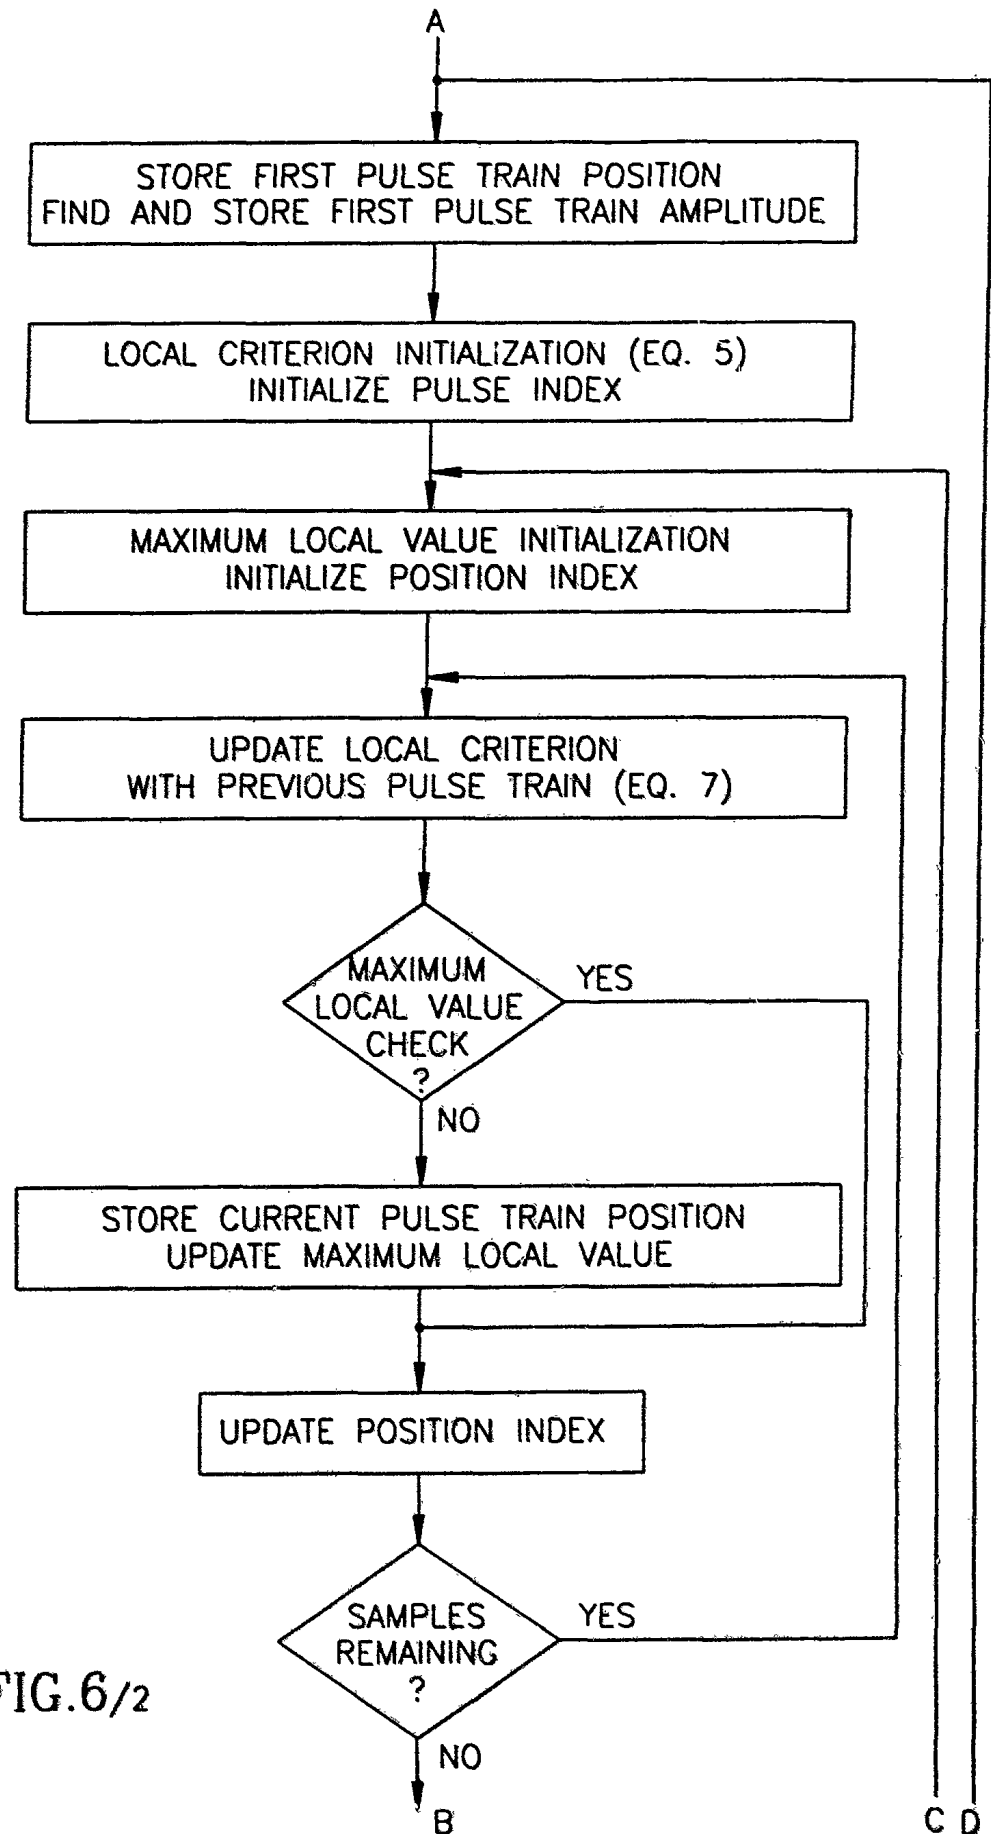 A
STORE FIRST PULSE TRAIN POSITION
FIND AND STORE FIRST PULSE TRAIN AMPLITUDE
LOCAL CRITERION INITIALIZATION (EQ. 5)
INITIALIZE PULSE INDEX
MAXIMUM LOCAL VALUE INITIALIZATION
INITIALIZE POSITION INDEX
UPDATE LOCAL CRITERION
WITH PREVIOUS PULSE TRAIN (EQ. 7)
MAXIMUM
LOCAL VALUE
CHECK
?
YES
NO
STORE CURRENT PULSE TRAIN POSITION
UPDATE MAXIMUM LOCAL VALUE
UPDATE POSITION INDEX
SAMPLES
REMAINING
?
YES
NO
FIG.6/2
B
C D